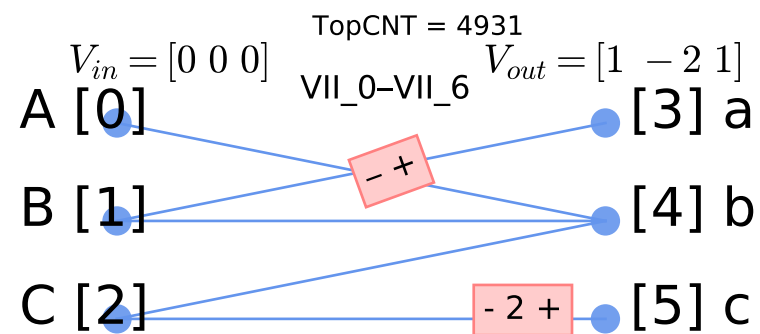 TopCNT = 4931
V_in = [0 0 0]
V_out = [1 − 2 1]
VII_0–VII_6
A [0]
[3] a
– +
B [1]
[4] b
C [2]
- 2 +
[5] c